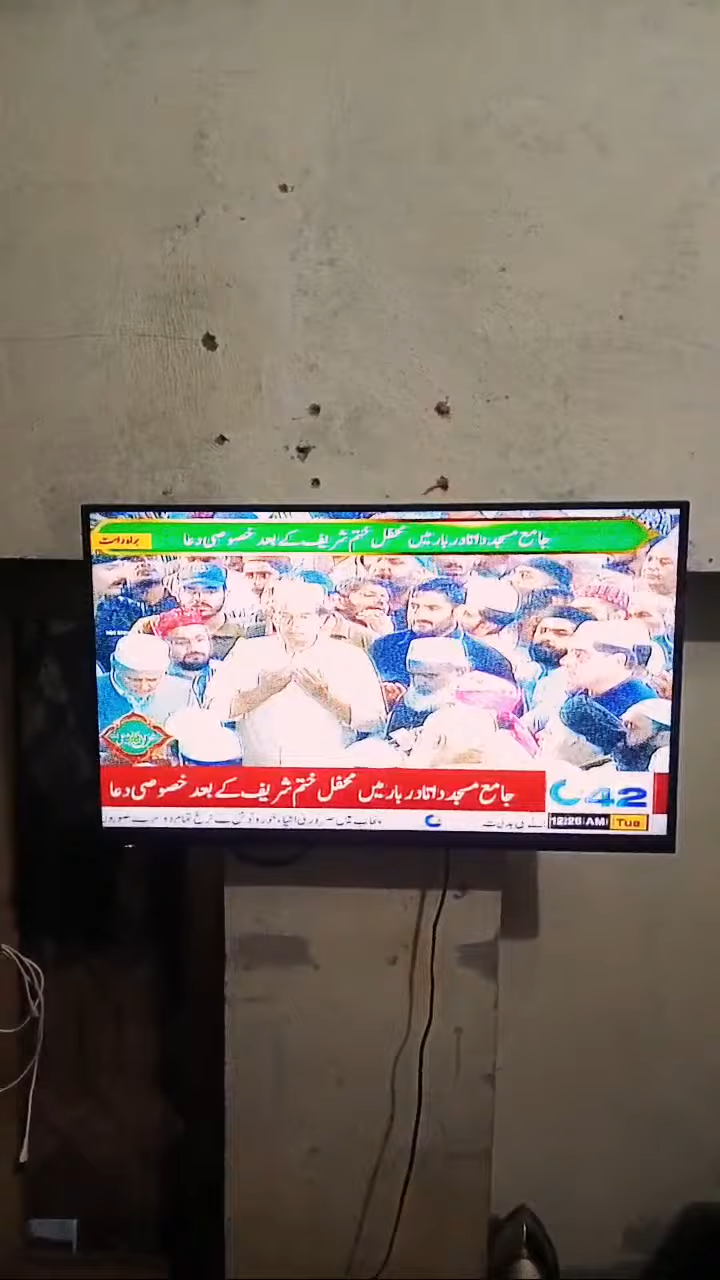 براہ راست
جامع مسجد داتا دربار میں محفل ختم شریف کے بعد خصوصی دعا
جامع مسجد داتا دربار میں محفل ختم شریف کے بعد خصوصی دعا
42
12:26 AM Tue